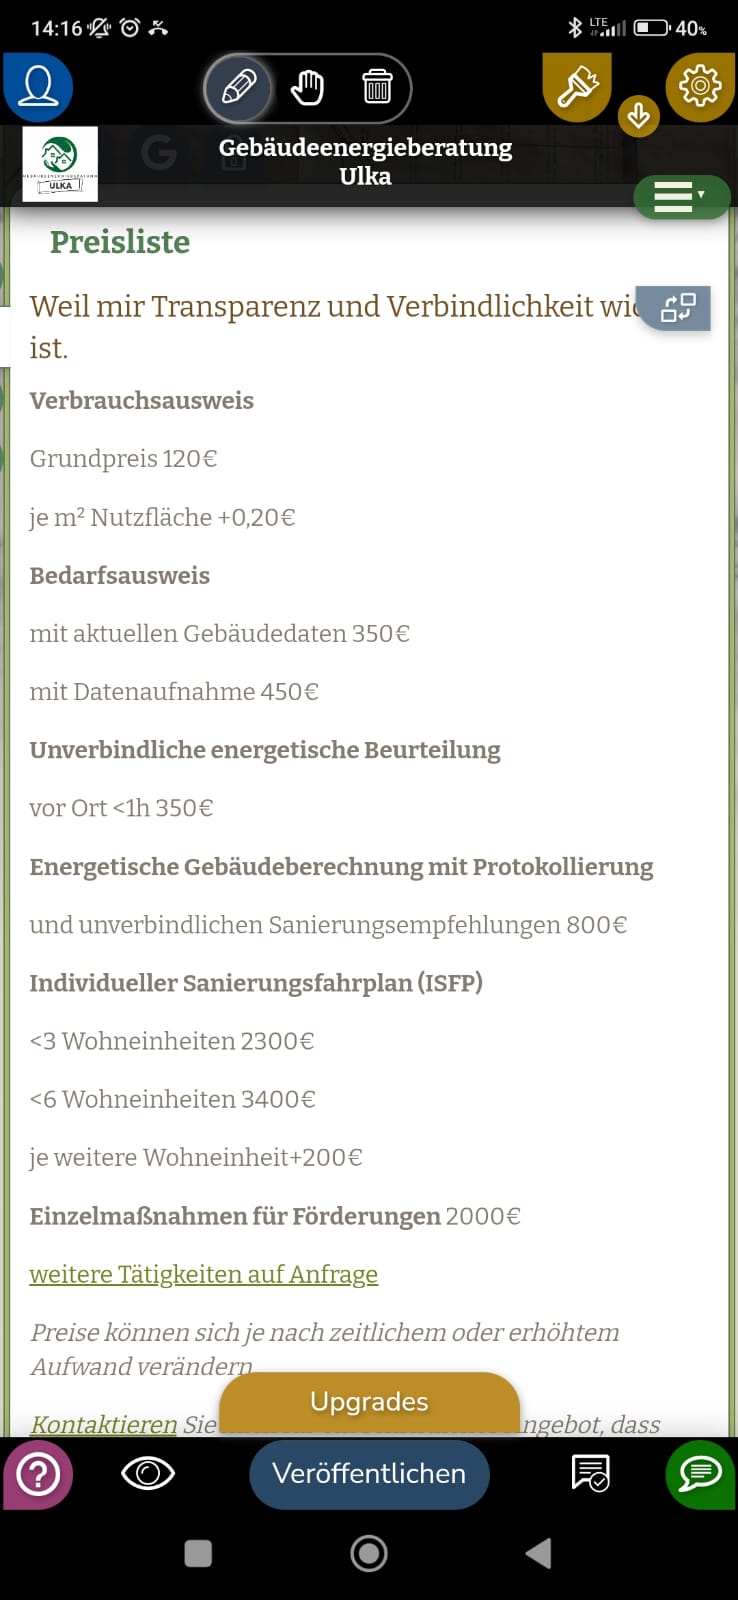 14:16
LTE
40%
Gebäudeenergieberatung
Ulka
ULKA
Preisliste
Weil mir Transparenz und Verbindlichkeit
ist.
Verbrauchsausweis
Grundpreis 120€
je m² Nutzfläche +0,20€
Bedarfsausweis
mit aktuellen Gebäudedaten 350€
mit Datenaufnahme 450€
Unverbindliche energetische Beurteilung
vor Ort <1h 350€
Energetische Gebäudeberechnung mit Protokollierung
und unverbindlichen Sanierungsempfehlungen 800€
Individueller Sanierungsfahrplan (ISFP)
<3 Wohneinheiten 2300€
<6 Wohneinheiten 3400€
je weitere Wohneinheit+200€
Einzelmaßnahmen für Förderungen 2000€
weitere Tätigkeiten auf Anfrage
Preise können sich je nach zeitlichem oder erhöhtem
Aufwand verändern
Upgrades
Kontaktieren Sie dass
Veröffentlichen